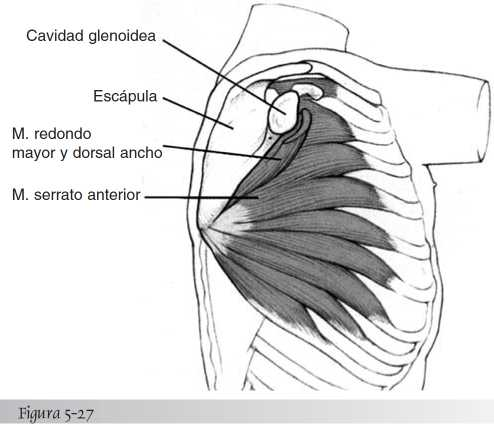 Cavidad glenoidea
Escápula
M. redondo
mayor y dorsal ancho
M. serrato anterior
Figura 5-27